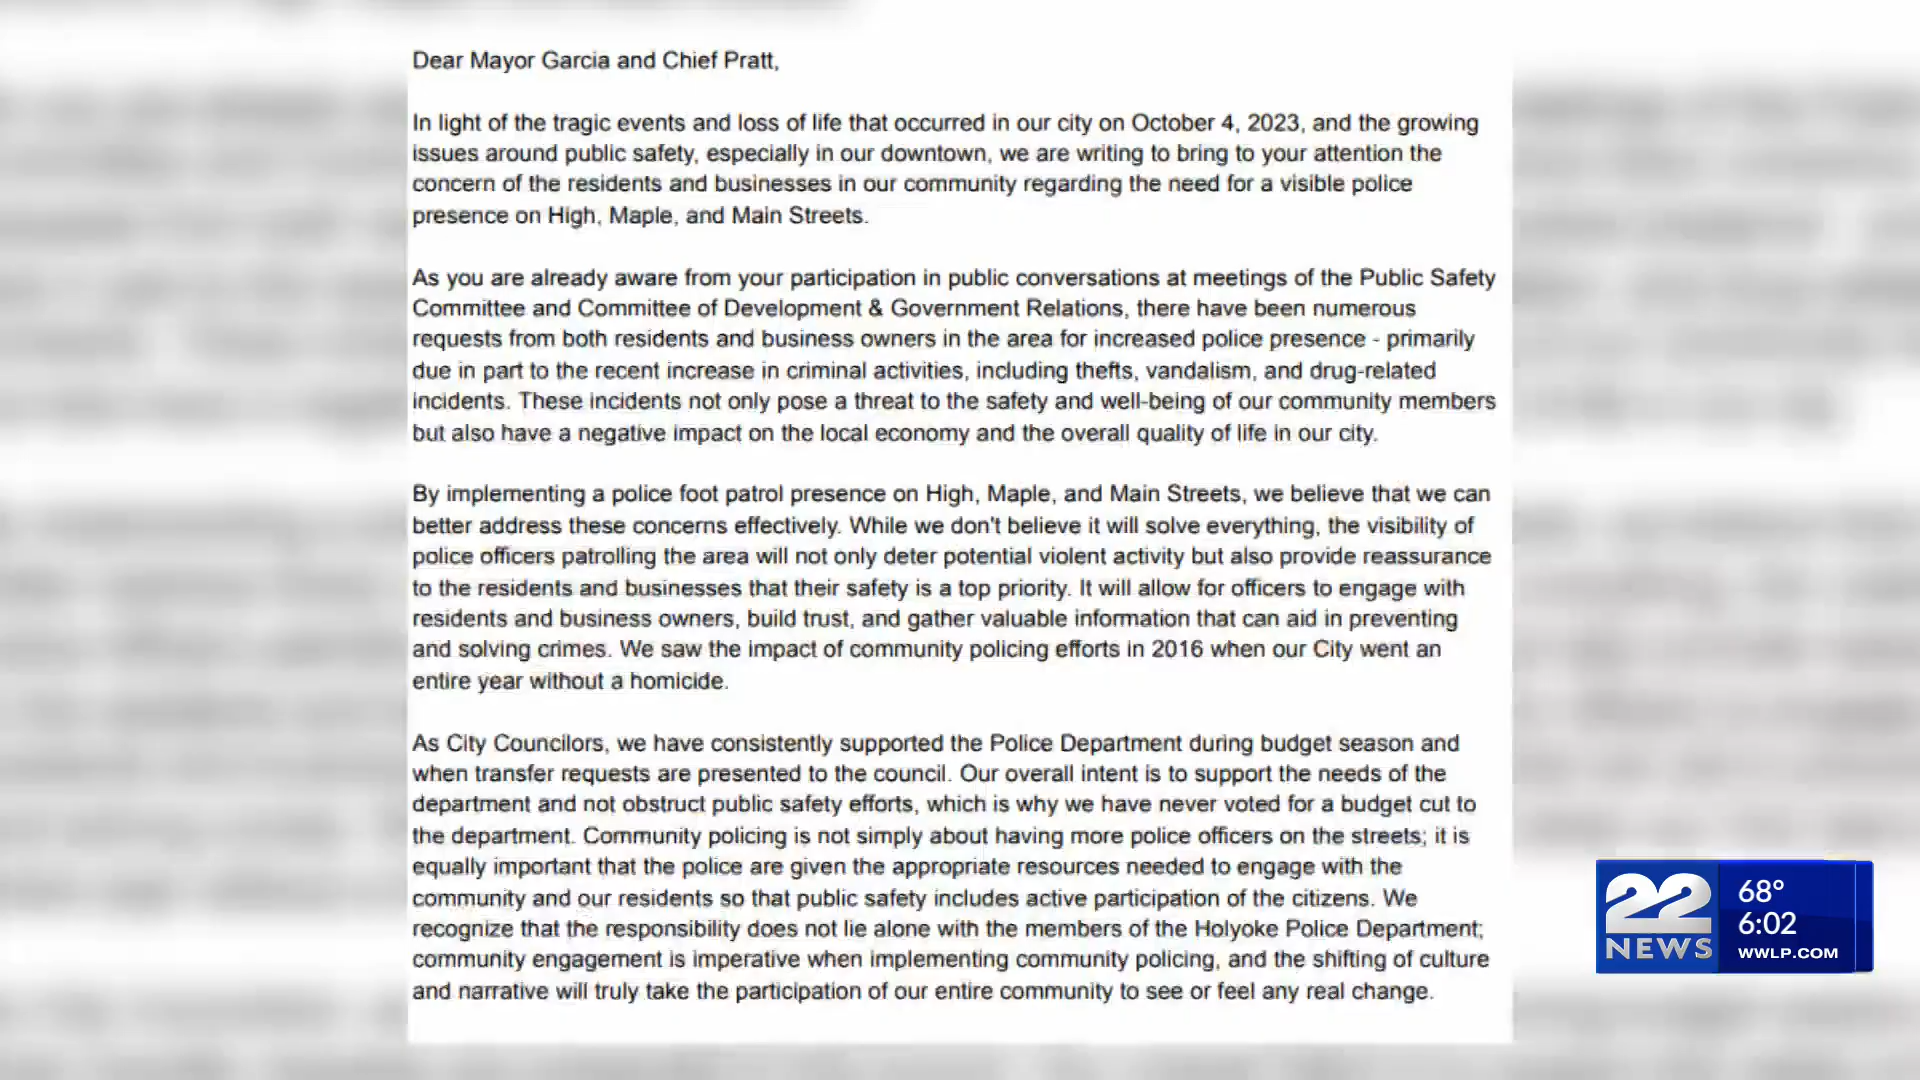 Dear Mayor Garcia and Chief Pratt,
In light of the tragic events and loss of life that occurred in our city on October 4, 2023, and the growing
issues around public safety, especially in our downtown, we are writing to bring to your attention the
concern of the residents and businesses in our community regarding the need for a visible police
presence on High, Maple, and Main Streets.
As you are already aware from your participation in public conversations at meetings of the Public Safety
Committee and Committee of Development & Government Relations, there have been numerous
requests from both residents and business owners in the area for increased police presence - primarily
due in part to the recent increase in criminal activities, including thefts, vandalism, and drug-related
incidents. These incidents not only pose a threat to the safety and well-being of our community members
but also have a negative impact on the local economy and the overall quality of life in our city.
By implementing a police foot patrol presence on High, Maple, and Main Streets, we believe that we can
better address these concerns effectively. While we don't believe it will solve everything, the visibility of
police officers patrolling the area will not only deter potential violent activity but also provide reassurance
to the residents and businesses that their safety is a top priority. It will allow for officers to engage with
residents and business owners, build trust, and gather valuable information that can aid in preventing
and solving crimes. We saw the impact of community policing efforts in 2016 when our City went an
entire year without a homicide.
As City Councilors, we have consistently supported the Police Department during budget season and
when transfer requests are presented to the council. Our overall intent is to support the needs of the
department and not obstruct public safety efforts, which is why we have never voted for a budget cut to
the department. Community policing is not simply about having more police officers on the streets; it is
equally important that the police are given the appropriate resources needed to engage with the
community and our residents so that public safety includes active participation of the citizens. We
recognize that the responsibility does not lie alone with the members of the Holyoke Police Department;
community engagement is imperative when implementing community policing, and the shifting of culture
and narrative will truly take the participation of our entire community to see or feel any real change.
22
NEWS
68°
6:02
WWLP.COM